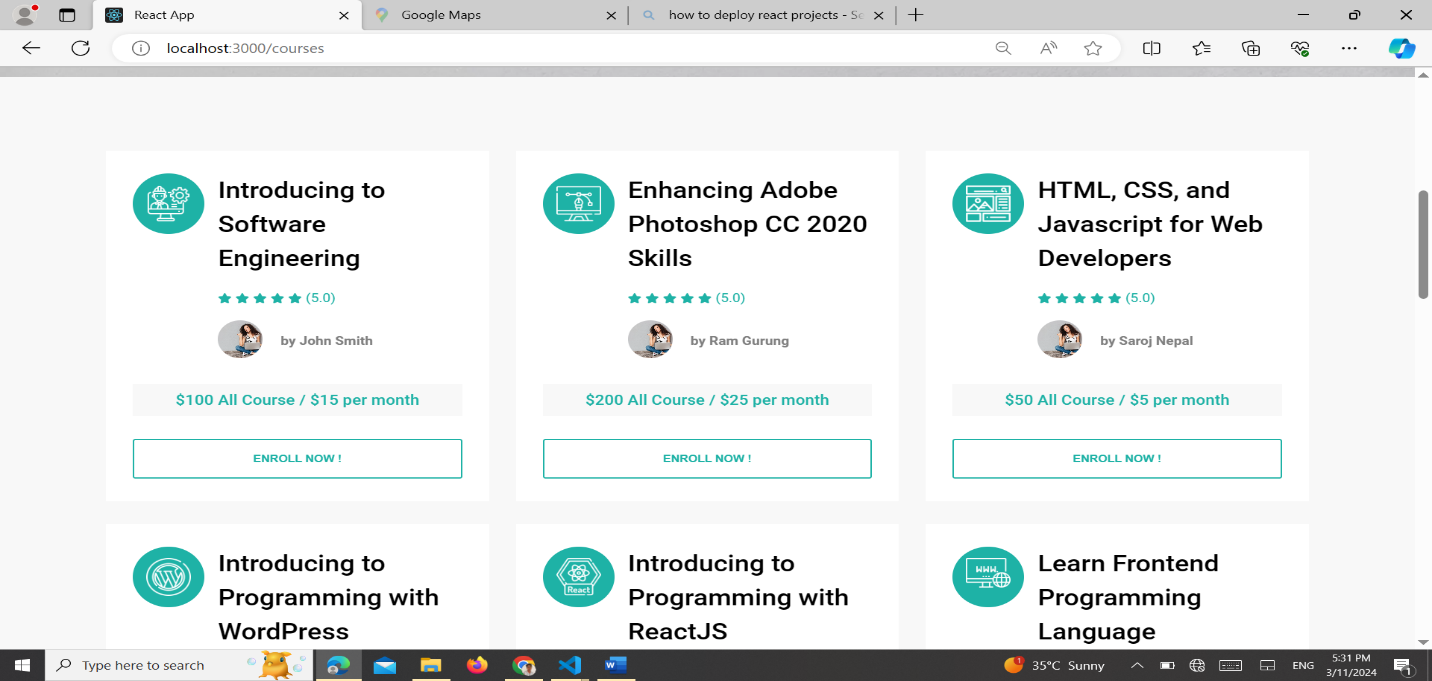 React App
Google Maps
how to deploy react projects - Se
localhost:3000/courses
Introducing to
Software
Engineering
(5.0)
by John Smith
$100 All Course / $15 per month
ENROLL NOW !
Enhancing Adobe
Photoshop CC 2020
Skills
(5.0)
by Ram Gurung
$200 All Course / $25 per month
ENROLL NOW !
HTML, CSS, and
Javascript for Web
Developers
(5.0)
by Saroj Nepal
$50 All Course / $5 per month
ENROLL NOW !
Introducing to
Programming with
WordPress
React
Introducing to
Programming with
ReactJS
WWW
Learn Frontend
Programming
Language
Type here to search
1
35°C Sunny
ENG
5:31 PM
3/11/2024
1